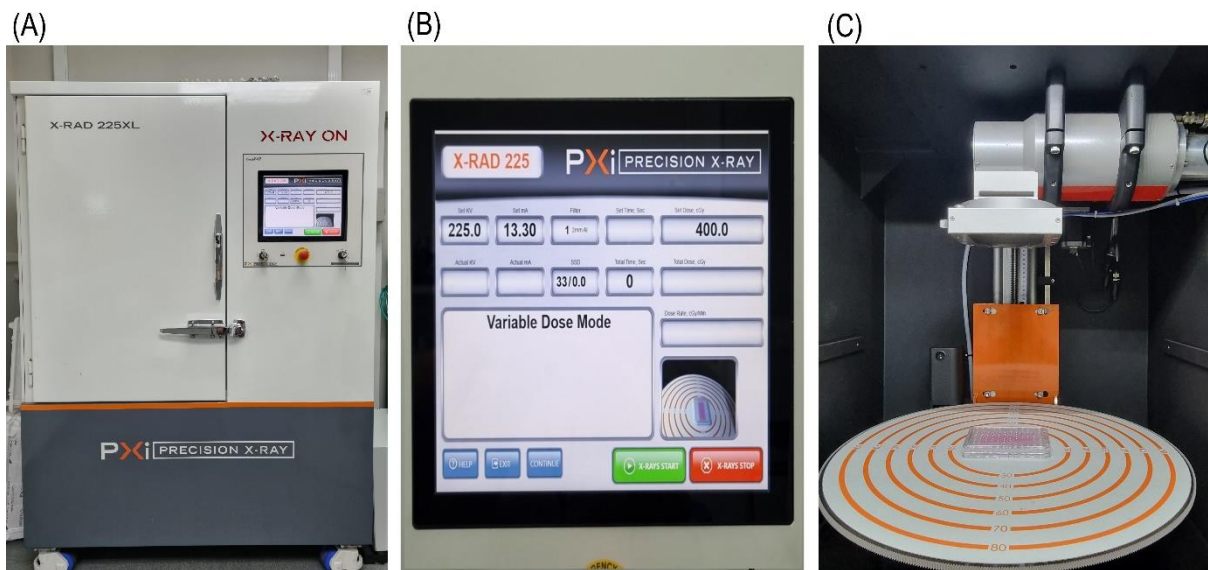 (A)
X-RAD 225XL
X-RAY ON
PXi PRECISION X-RAY
(B)
X-RAD 225
PXi PRECISION X-RAY
Set KV
Set mA
Filter
Set Time, Sec
Set Dose, cGy
225.0
13.30
1 2mm Al
400.0
Actual KV
Actual mA
SSD
Total Time, Sec
Total Dose, cGy
33/0.0
0
Variable Dose Mode
Dose Rate, cGy/Min
HELP
EXIT
CONTINUE
X-RAYS START
X-RAYS STOP
(C)
50
60
70
80